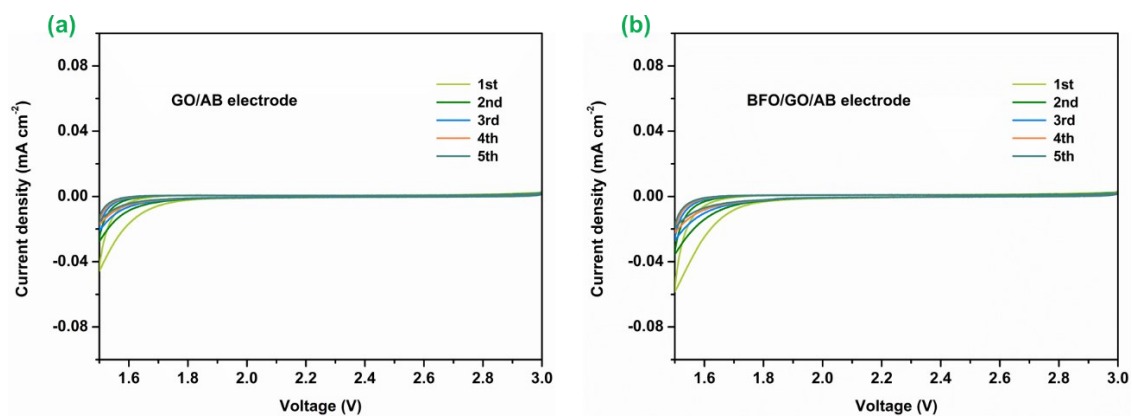 (a)
0.08
0.04
0.00
-0.04
-0.08
Current density (mA cm-2)
GO/AB electrode
1st
2nd
3rd
4th
5th
1.6 1.8 2.0 2.2 2.4 2.6 2.8 3.0
Voltage (V)
(b)
0.08
0.04
0.00
-0.04
-0.08
Current density (mA cm-2)
BFO/GO/AB electrode
1st
2nd
3rd
4th
5th
1.6 1.8 2.0 2.2 2.4 2.6 2.8 3.0
Voltage (V)